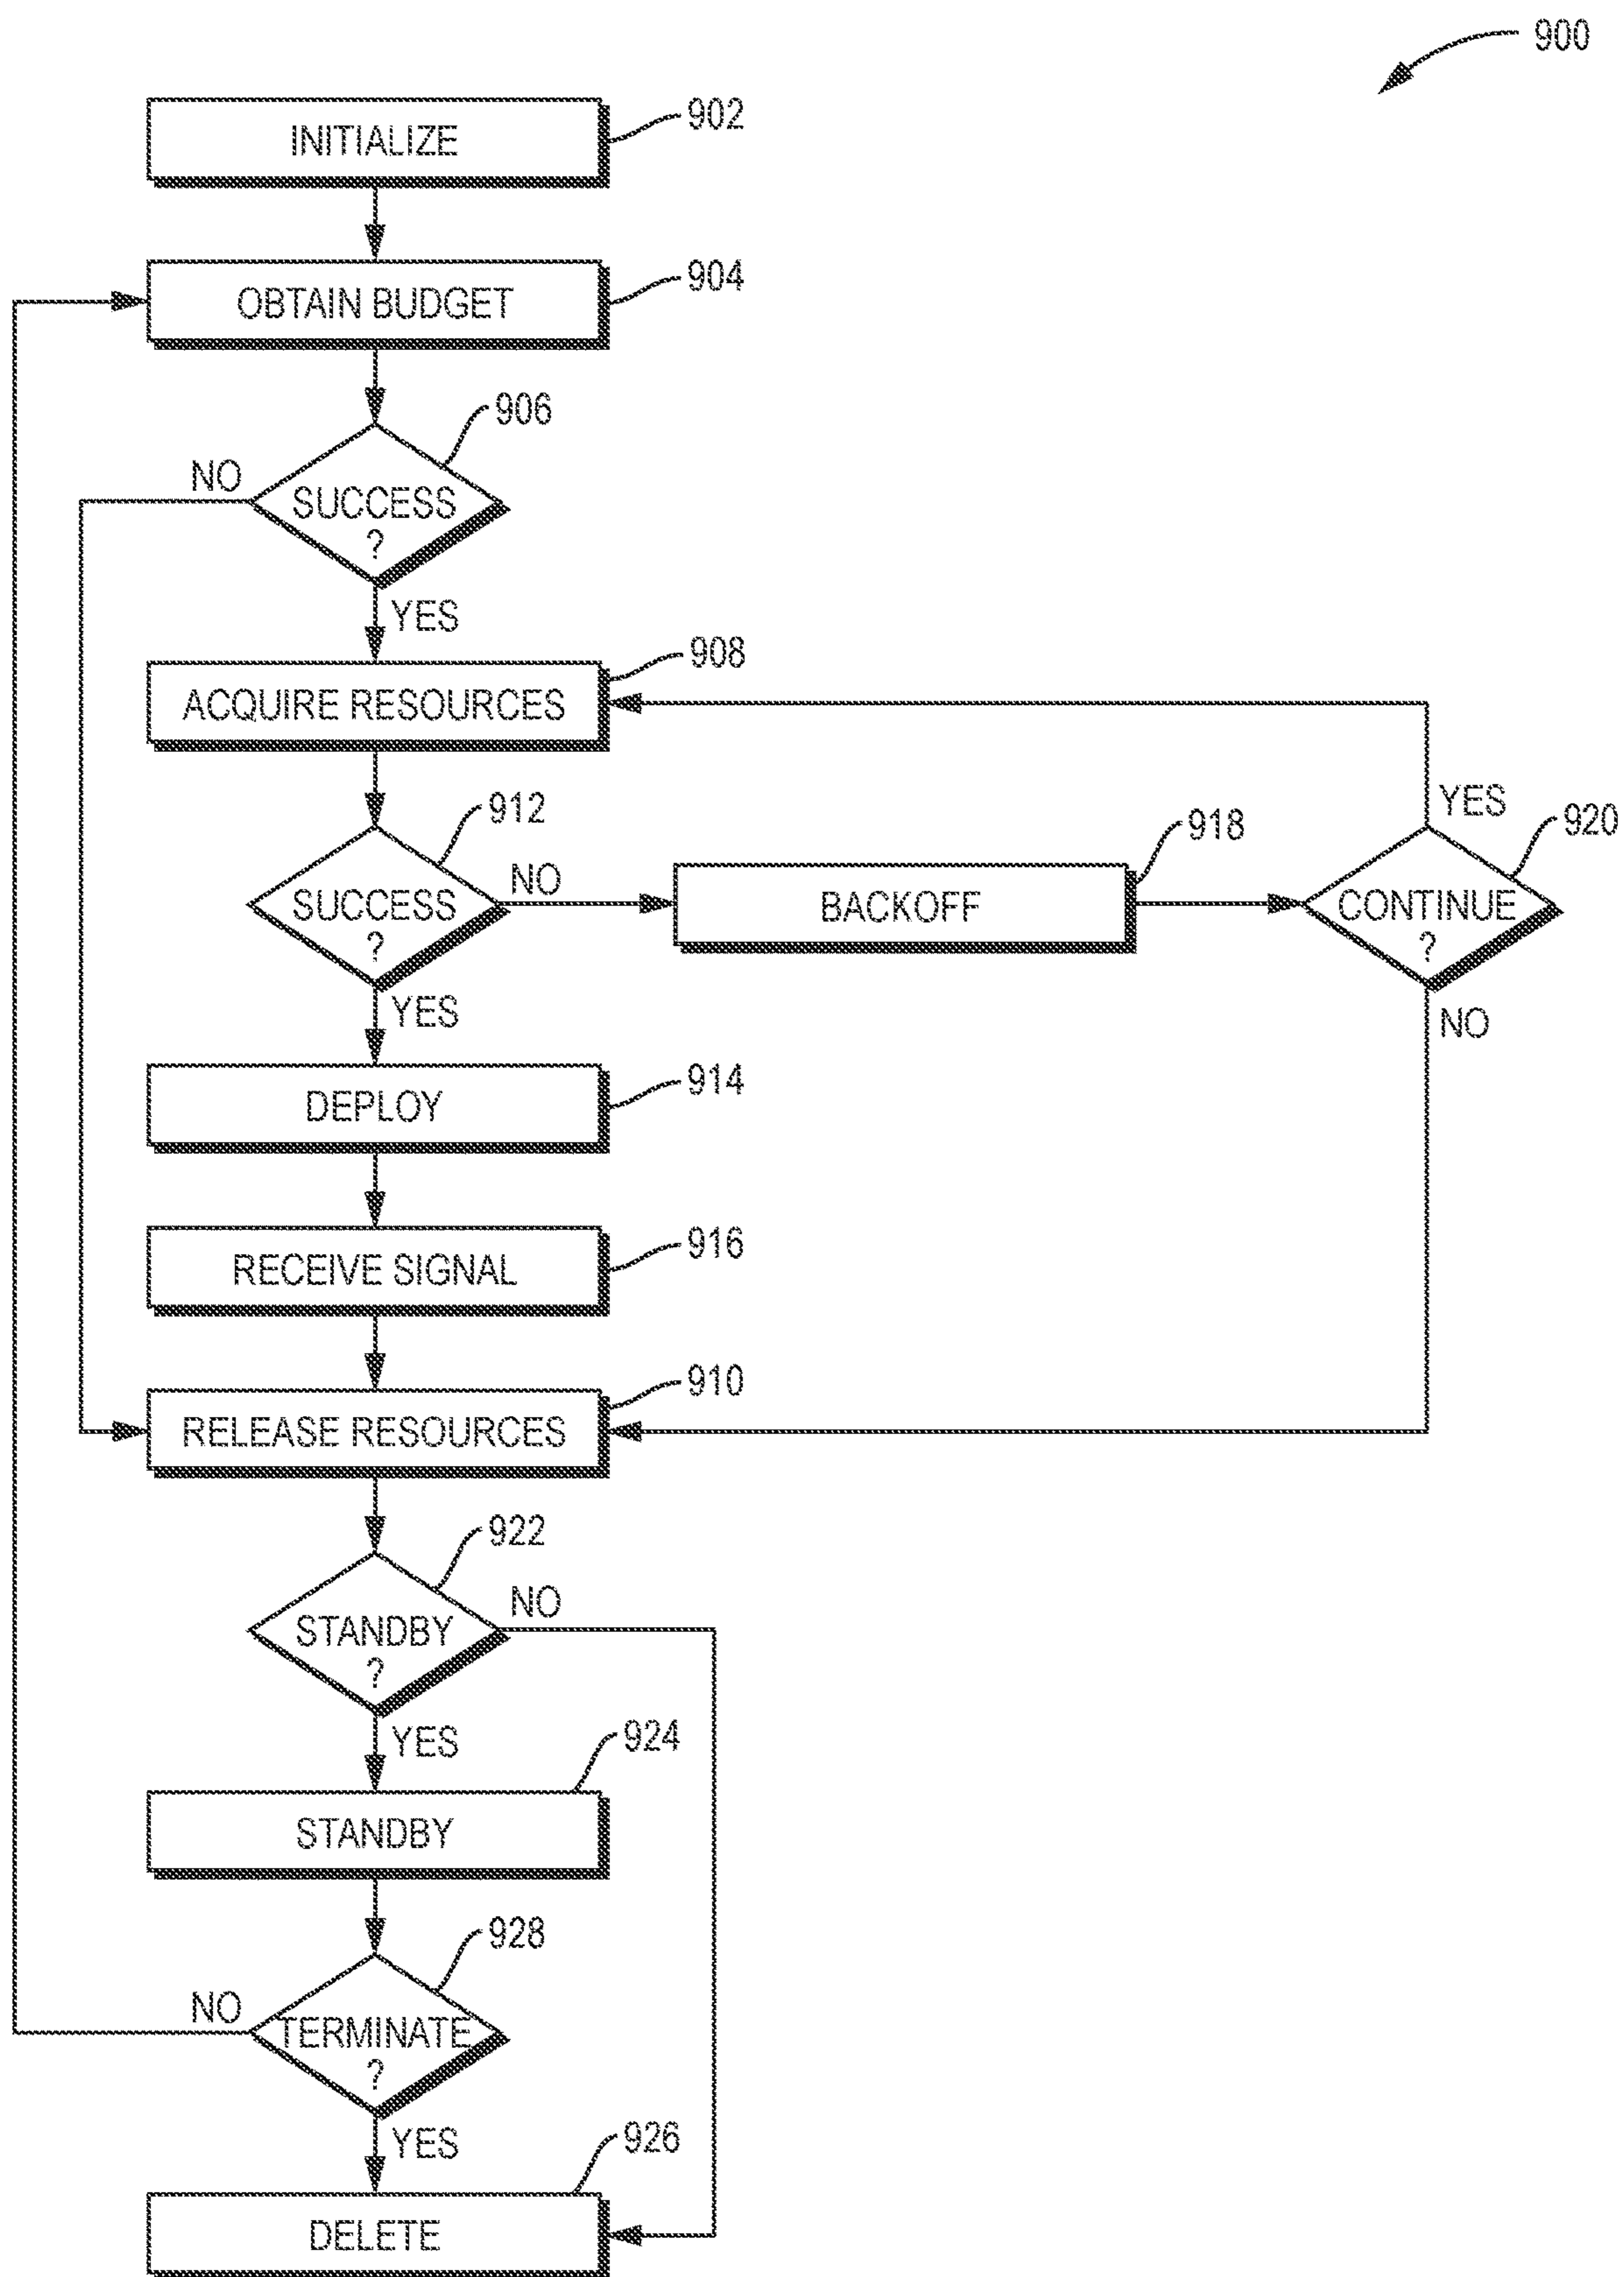 900
INITIALIZE
902
OBTAIN BUDGET
904
906
NO
SUCCESS
?
YES
908
ACQUIRE RESOURCES
912
NO
SUCCESS
?
YES
918
BACKOFF
YES
920
CONTINUE
?
NO
914
DEPLOY
916
RECEIVE SIGNAL
910
RELEASE RESOURCES
922
NO
STANDBY
?
YES
924
STANDBY
928
NO
TERMINATE
?
YES
926
DELETE